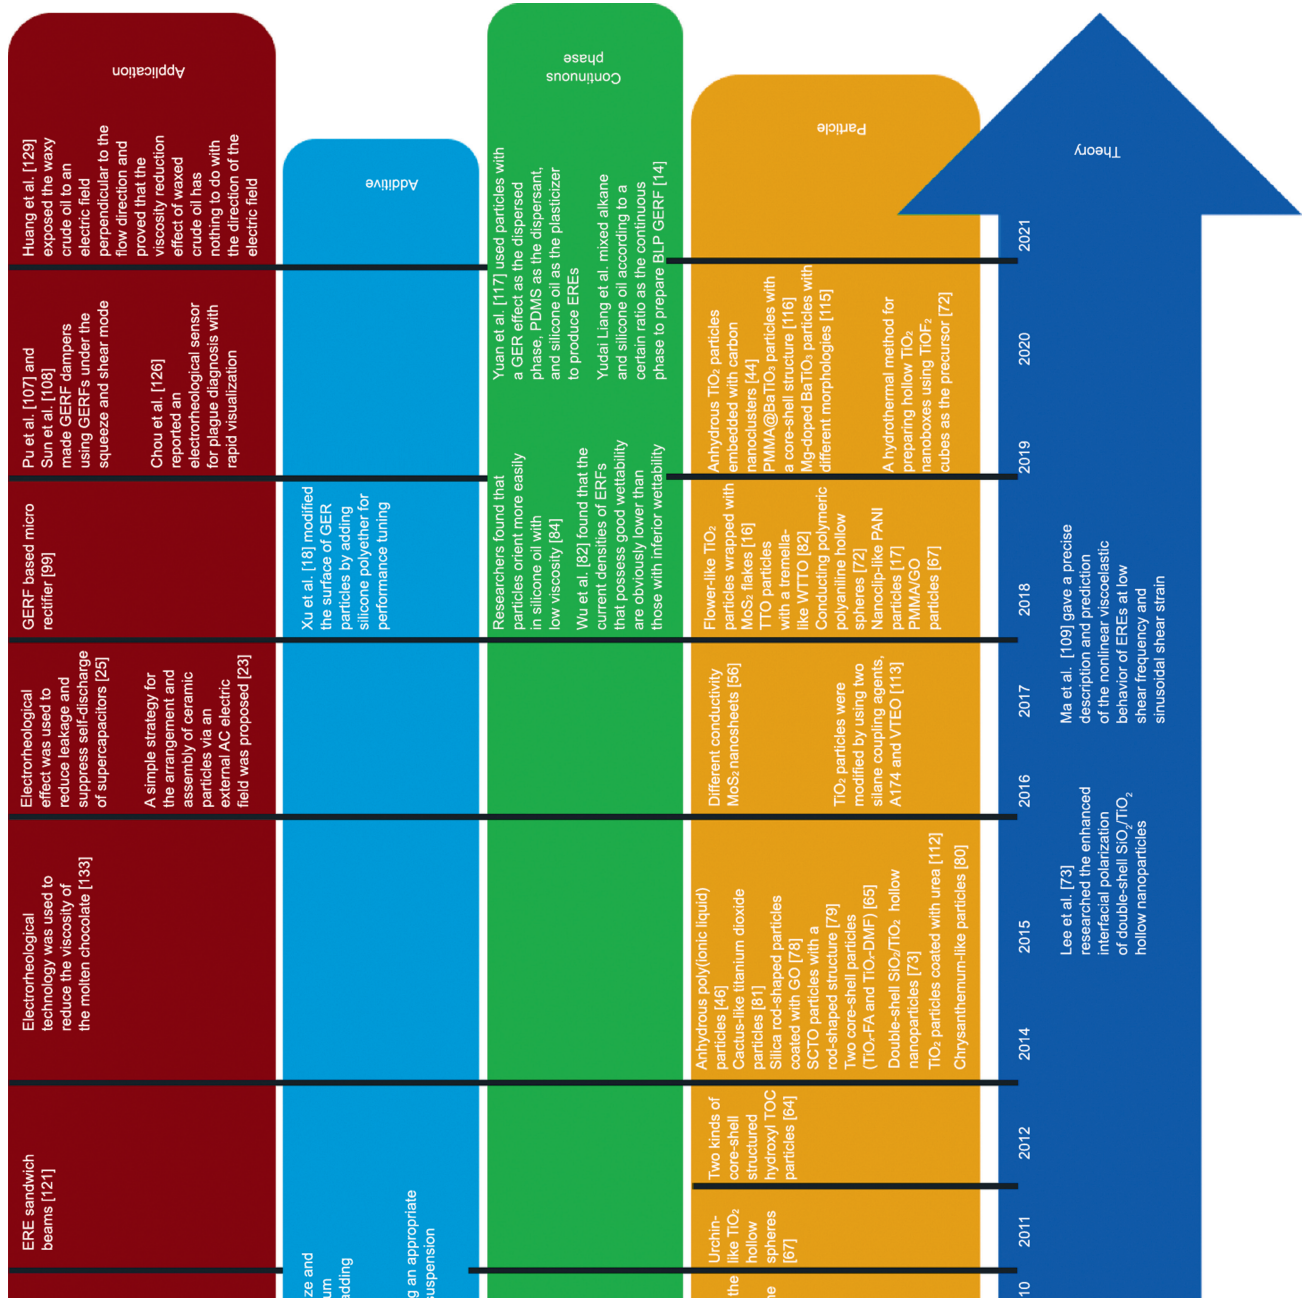 Application
Huang et al. [129]
exposed the waxy
crude oil to an
electric field
perpendicular to the
flow direction and
proved that the
viscosity reduction
effect of waxed
crude oil has
nothing to do with
the direction of the
electric field
Pu et al. [107] and
Sun et al. [108]
made GERF dampers
using GERFs under the
squeeze and shear mode
Chou et al. [126]
reported an
electrorheological sensor
for plague diagnosis with
rapid visualization
GERF based micro
rectifier [99]
Electrorheological
effect was used to
reduce leakage and
suppress self-discharge
of supercapacitors [25]
A simple strategy for
the arrangement and
assembly of ceramic
particles via an
external AC electric
field was proposed [23]
Electrorheological
technology was used to
reduce the viscosity of
the molten chocolate [133]
ERE sandwich
beams [121]
Additive
Xu et al. [18] modified
the surface of GER
particles by adding
silicone polyether for
performance tuning
ze and
um
adding
g an appropriate
suspension
Continuous
phase
Yuan et al. [117] used particles with
a GER effect as the dispersed
phase, PDMS as the dispersant,
and silicone oil as the plasticizer
to produce EREs
Yudai Liang et al. mixed alkane
and silicone oil according to a
certain ratio as the continuous
phase to prepare BLP GERF [14]
Researchers found that
particles orient more easily
in silicone oil with
low viscosity [84]
Wu et al. [82] found that the
current densities of ERFs
that possess good wettability
are obviously lower than
those with inferior wettability
Particle
Anhydrous TiO₂ particles
embedded with carbon
nanoclusters [44]
PMMA@BaTiO₃ particles with
a core-shell structure [116]
Mg-doped BaTiO₃ particles with
different morphologies [115]
A hydrothermal method for
preparing hollow TiO₂
nanoboxes using TiOF₂
cubes as the precursor [72]
Flower-like TiO₂
particles wrapped with
MoS₂ flakes [16]
TTO particles
with a tremella-
like WTTO [82]
Conducting polymeric
polyaniline hollow
spheres [72]
Nanoclip-like PANI
particles [17]
PMMA/GO
particles [67]
Different conductivity
MoS₂ nanosheets [56]
TiO₂ particles were
modified by using two
silane coupling agents,
A174 and VTEO [113]
Anhydrous poly(ionic liquid)
particles [46]
Cactus-like titanium dioxide
particles [81]
Silica rod-shaped particles
coated with GO [78]
SCTO particles with a
rod-shaped structure [79]
Two core-shell particles
(TiO₂-FA and TiO₂-DMF) [65]
Double-shell SiO₂/TiO₂ hollow
nanoparticles [73]
TiO₂ particles coated with urea [112]
Chrysanthemum-like particles [80]
Two kinds of
core-shell
structured
hydroxyl TOC
particles [64]
Urchin-
like TiO₂
hollow
spheres
[67]
the
ne
Theory
2021
2020
2019
2018
2017
2016
2015
2014
2012
2011
10
Ma et al. [109] gave a precise
description and prediction
of the nonlinear viscoelastic
behavior of EREs at low
shear frequency and
sinusoidal shear strain
Lee et al. [73]
researched the enhanced
interfacial polarization
of double-shell SiO₂/TiO₂
hollow nanoparticles